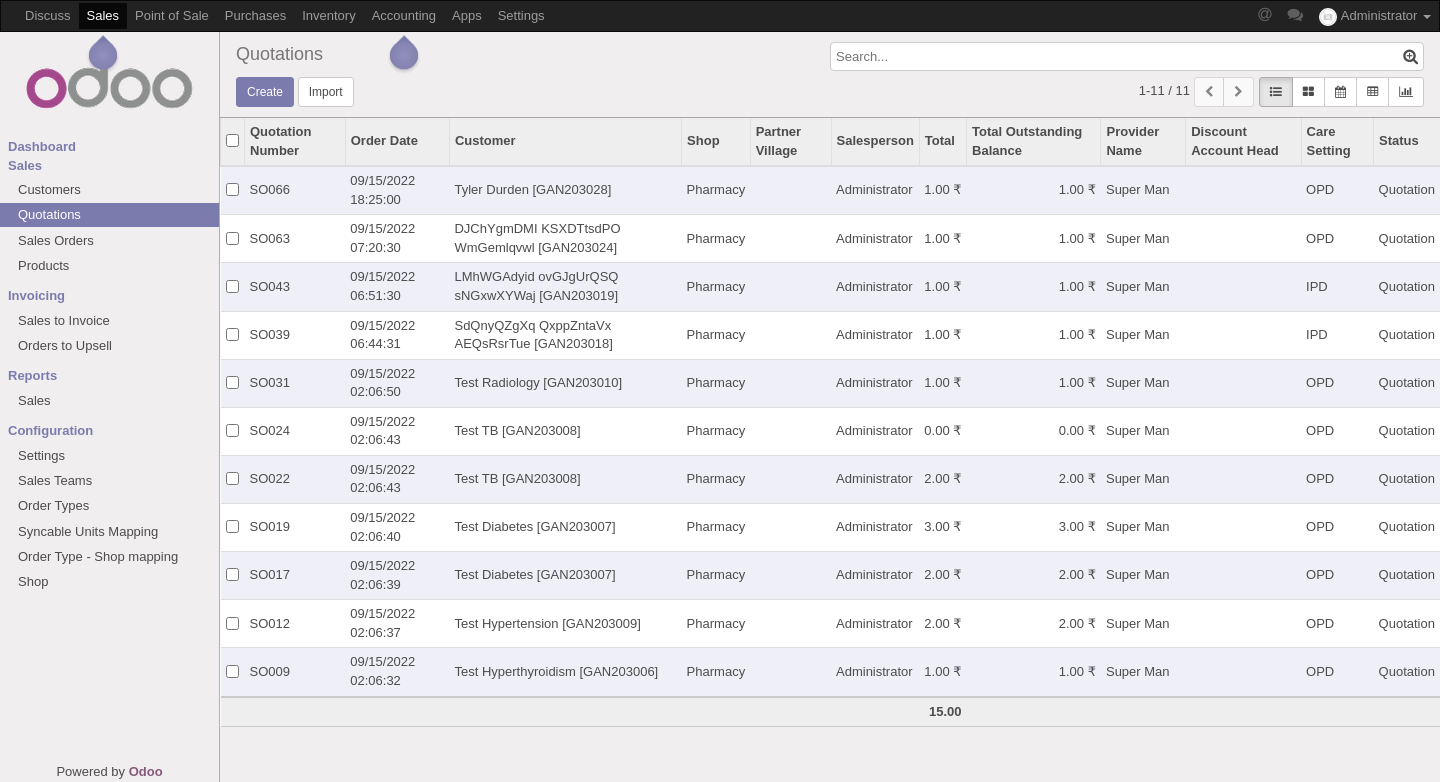 Discuss Sales Point of Sale Purchases Inventory Accounting Apps Settings @ Administrator
odoo
Dashboard
Sales
Customers
Quotations
Sales Orders
Products
Invoicing
Sales to Invoice
Orders to Upsell
Reports
Sales
Configuration
Settings
Sales Teams
Order Types
Syncable Units Mapping
Order Type - Shop mapping
Shop
Powered by Odoo
Quotations
Search...
Create Import
1-11 / 11
Quotation Number Order Date Customer Shop Partner Village Salesperson Total Total Outstanding Balance Provider Name Discount Account Head Care Setting Status
SO066 09/15/2022 18:25:00 Tyler Durden [GAN203028] Pharmacy Administrator 1.00 ₹ 1.00 ₹ Super Man OPD Quotation
SO063 09/15/2022 07:20:30 DJChYgmDMI KSXDTtsdPO WmGemlqvwl [GAN203024] Pharmacy Administrator 1.00 ₹ 1.00 ₹ Super Man OPD Quotation
SO043 09/15/2022 06:51:30 LMhWGAdyid ovGJgUrQSQ sNGxwXYWaj [GAN203019] Pharmacy Administrator 1.00 ₹ 1.00 ₹ Super Man IPD Quotation
SO039 09/15/2022 06:44:31 SdQnyQZgXq QxppZntaVx AEQsRsrTue [GAN203018] Pharmacy Administrator 1.00 ₹ 1.00 ₹ Super Man IPD Quotation
SO031 09/15/2022 02:06:50 Test Radiology [GAN203010] Pharmacy Administrator 1.00 ₹ 1.00 ₹ Super Man OPD Quotation
SO024 09/15/2022 02:06:43 Test TB [GAN203008] Pharmacy Administrator 0.00 ₹ 0.00 ₹ Super Man OPD Quotation
SO022 09/15/2022 02:06:43 Test TB [GAN203008] Pharmacy Administrator 2.00 ₹ 2.00 ₹ Super Man OPD Quotation
SO019 09/15/2022 02:06:40 Test Diabetes [GAN203007] Pharmacy Administrator 3.00 ₹ 3.00 ₹ Super Man OPD Quotation
SO017 09/15/2022 02:06:39 Test Diabetes [GAN203007] Pharmacy Administrator 2.00 ₹ 2.00 ₹ Super Man OPD Quotation
SO012 09/15/2022 02:06:37 Test Hypertension [GAN203009] Pharmacy Administrator 2.00 ₹ 2.00 ₹ Super Man OPD Quotation
SO009 09/15/2022 02:06:32 Test Hyperthyroidism [GAN203006] Pharmacy Administrator 1.00 ₹ 1.00 ₹ Super Man OPD Quotation
15.00